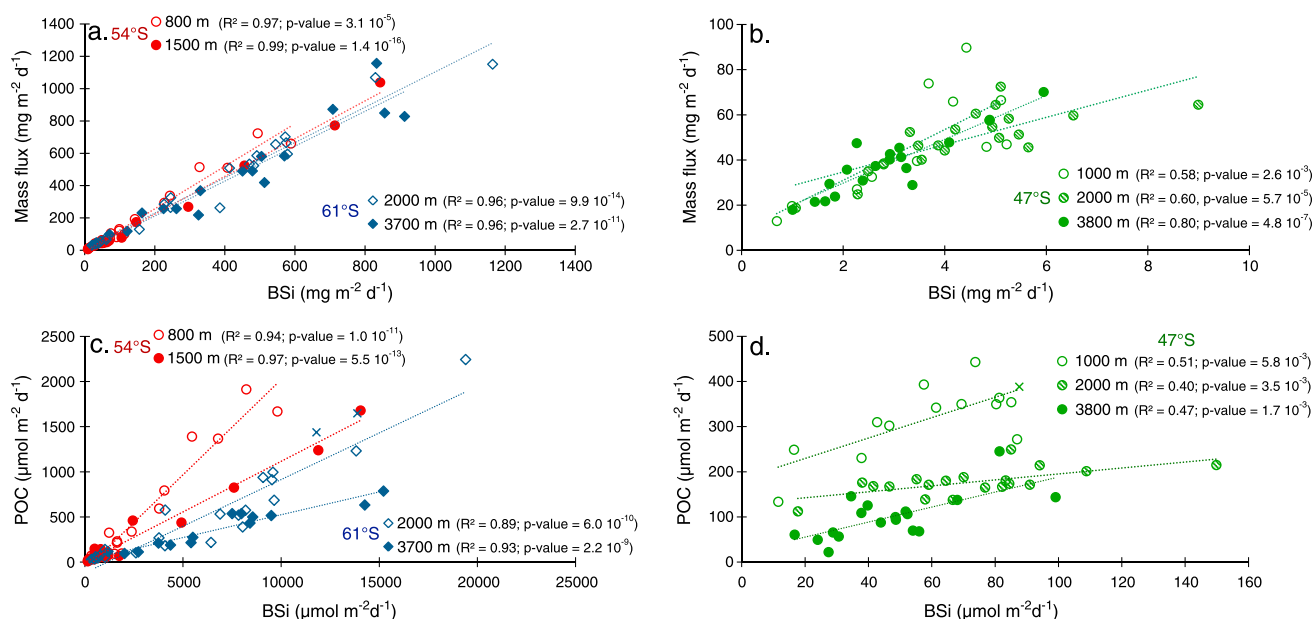 a.
54°S
800 m (R² = 0.97; p-value = 3.1 10⁻⁵)
1500 m (R² = 0.99; p-value = 1.4 10⁻¹⁶)
61°S
2000 m (R² = 0.96; p-value = 9.9 10⁻¹⁴)
3700 m (R² = 0.96; p-value = 2.7 10⁻¹¹)
Mass flux (mg m⁻² d⁻¹)
1400
1200
1000
800
600
400
200
0
0 200 400 600 800 1000 1200 1400
BSi (mg m⁻² d⁻¹)
b.
47°S
1000 m (R² = 0.58; p-value = 2.6 10⁻³)
2000 m (R² = 0.60, p-value = 5.7 10⁻⁵)
3800 m (R² = 0.80; p-value = 4.8 10⁻⁷)
Mass flux (mg m⁻² d⁻¹)
100
80
60
40
20
0
0 2 4 6 8 10
BSi (mg m⁻² d⁻¹)
c.
54°S
800 m (R² = 0.94; p-value = 1.0 10⁻¹¹)
1500 m (R² = 0.97; p-value = 5.5 10⁻¹³)
61°S
2000 m (R² = 0.89; p-value = 6.0 10⁻¹⁰)
3700 m (R² = 0.93; p-value = 2.2 10⁻⁹)
POC (µmol m⁻² d⁻¹)
2500
2000
1500
1000
500
0
0 5000 10000 15000 20000 25000
BSi (µmol m⁻²d⁻¹)
d.
47°S
1000 m (R² = 0.51; p-value = 5.8 10⁻³)
2000 m (R² = 0.40; p-value = 3.5 10⁻³)
3800 m (R² = 0.47; p-value = 1.7 10⁻³)
POC (µmol m⁻² d⁻¹)
500
400
300
200
100
0
0 20 40 60 80 100 120 140 160
BSi (µmol m⁻²d⁻¹)